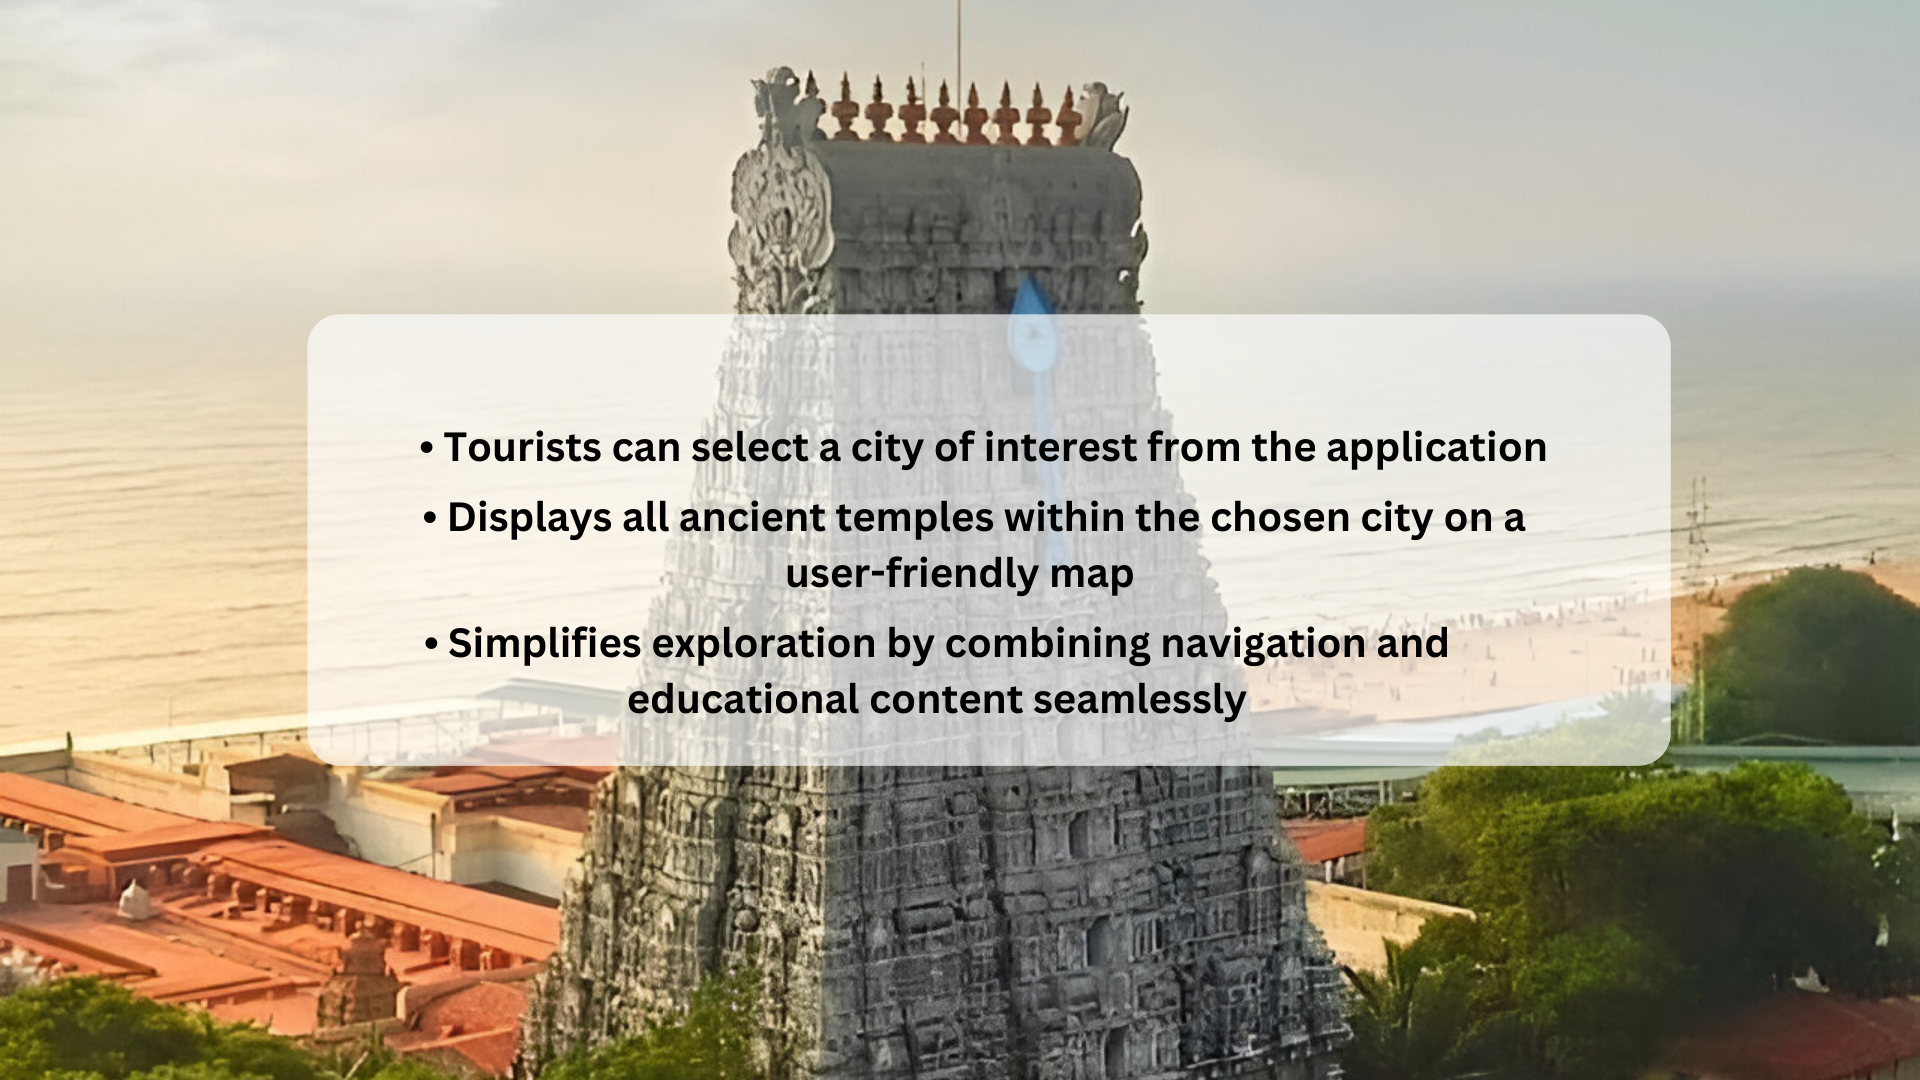 • Tourists can select a city of interest from the application
• Displays all ancient temples within the chosen city on a
user-friendly map
• Simplifies exploration by combining navigation and
educational content seamlessly